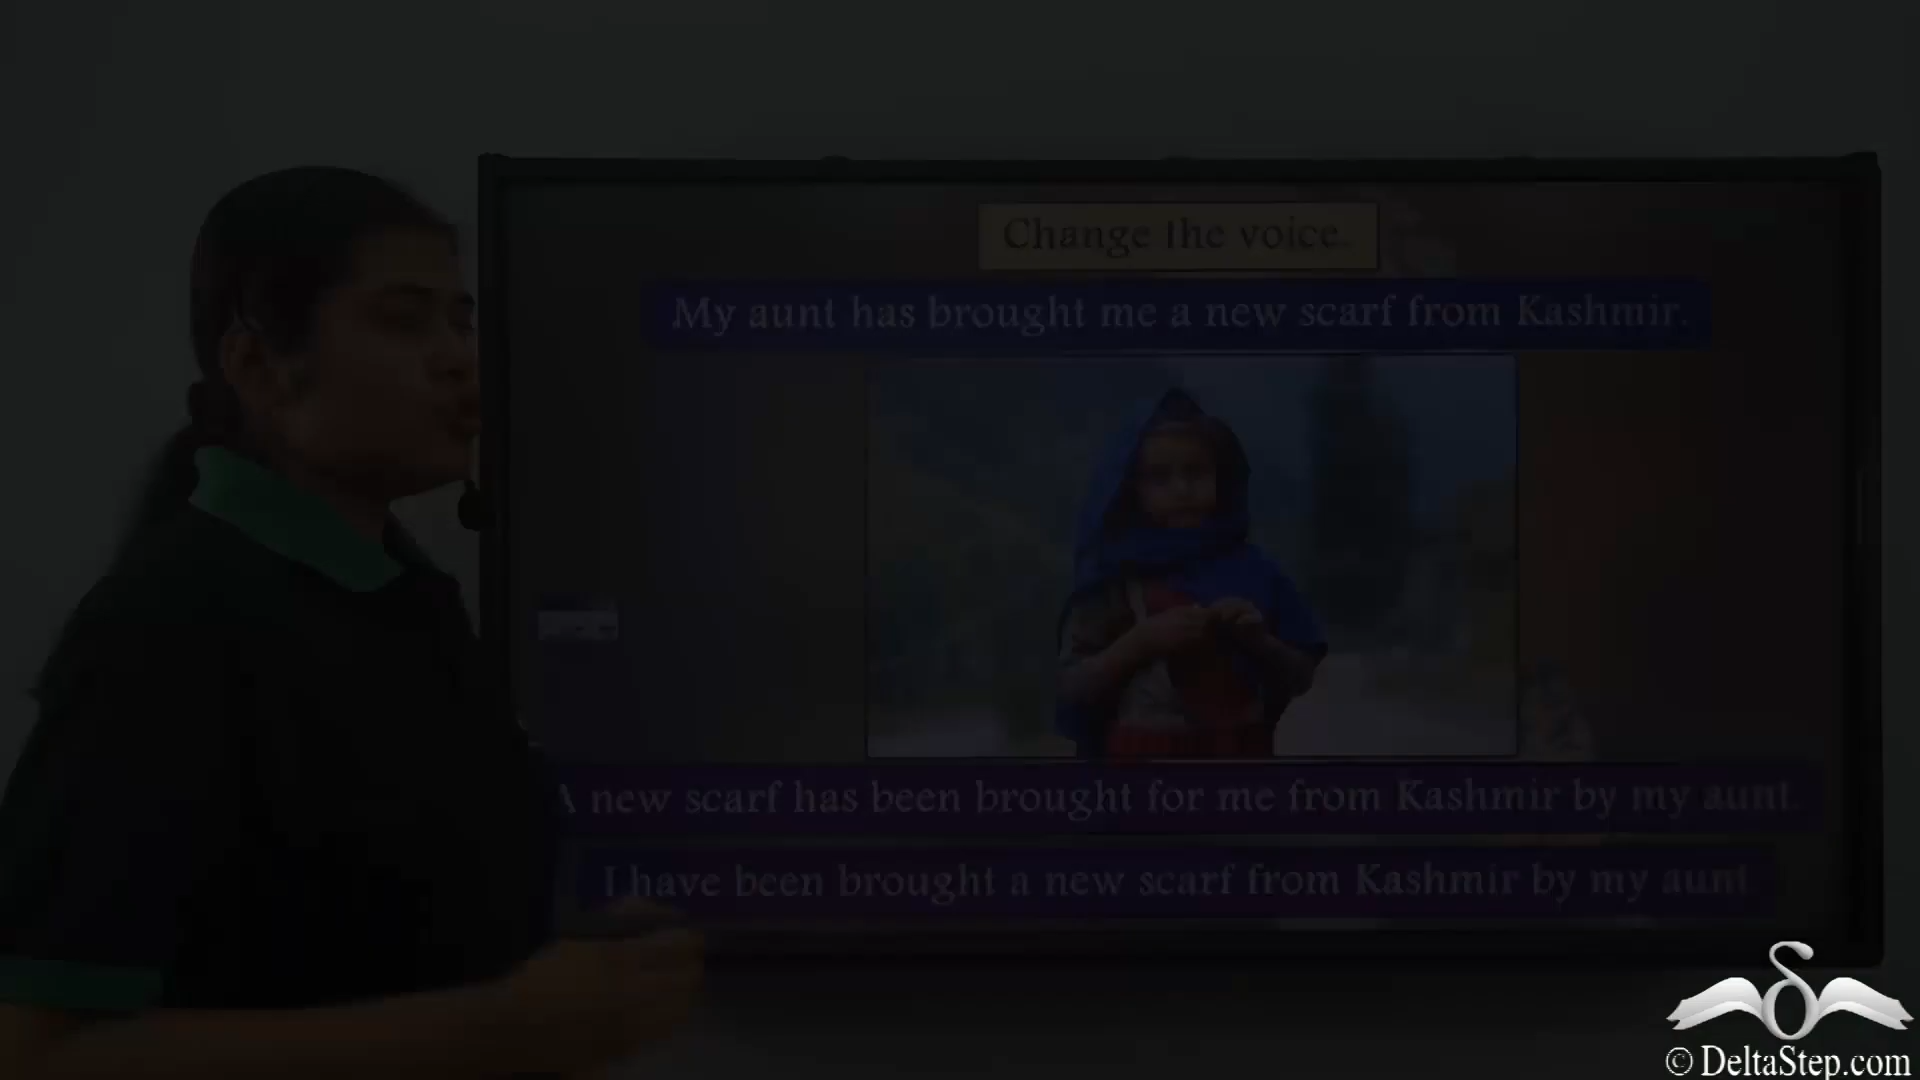 Change the voice.
My aunt has brought me a new scarf from Kashmir.
A new scarf has been brought for me from Kashmir by my aunt.
I have been brought a new scarf from Kashmir by my aunt
© DeltaStep.com